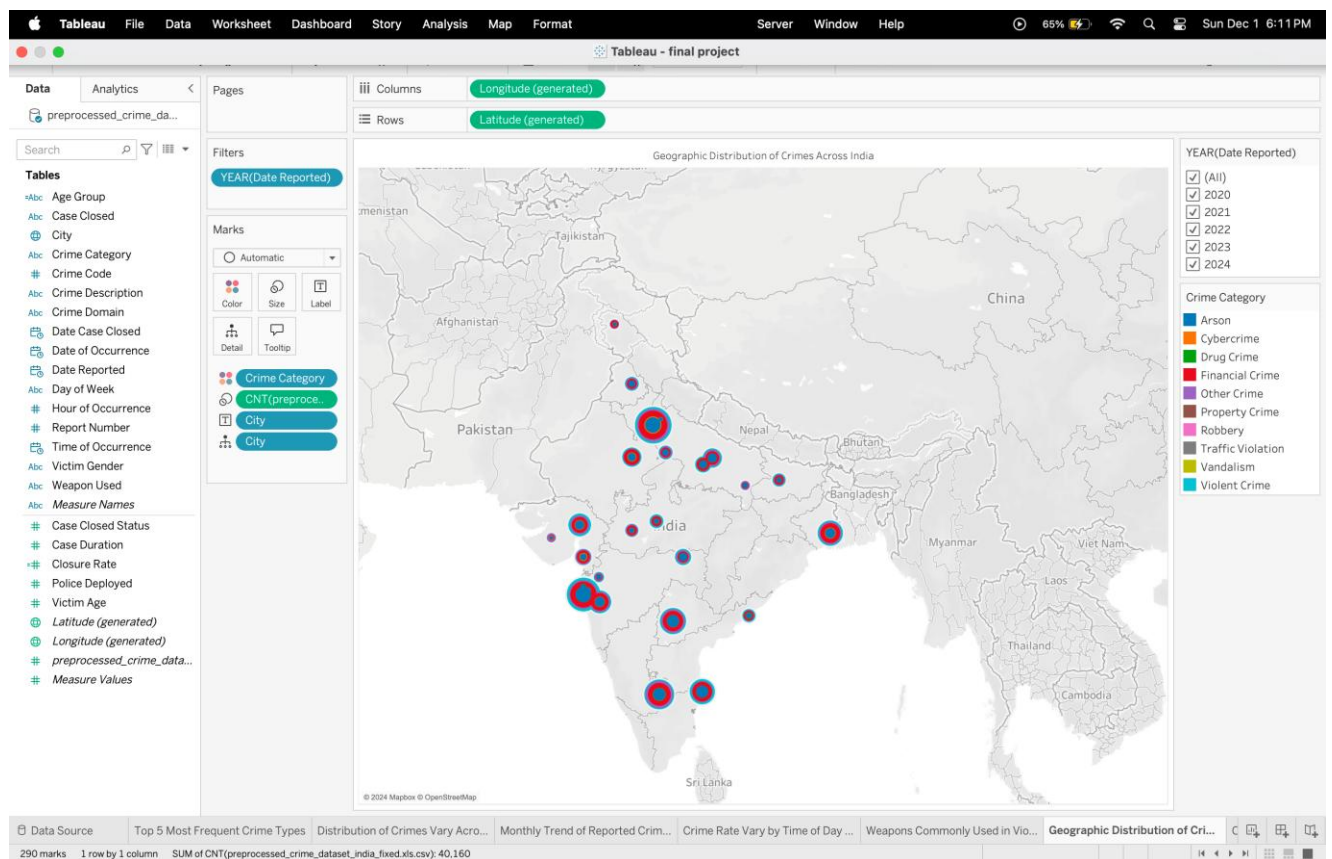 Tableau File Data Worksheet Dashboard Story Analysis Map Format Server Window Help 65% Sun Dec 1 6:11 PM
Tableau - final project
Data Analytics
preprocessed_crime_da...
Search
Tables
Abc Age Group
Abc Case Closed
City
Abc Crime Category
# Crime Code
Abc Crime Description
Abc Crime Domain
Date Case Closed
Date of Occurrence
Date Reported
Abc Day of Week
# Hour of Occurrence
# Report Number
Time of Occurrence
Abc Victim Gender
Abc Weapon Used
Abc Measure Names
# Case Closed Status
# Case Duration
# Closure Rate
# Police Deployed
# Victim Age
Latitude (generated)
Longitude (generated)
# preprocessed_crime_data...
# Measure Values
Pages
Filters
YEAR(Date Reported)
Marks
Automatic
Color Size Label
Detail Tooltip
Crime Category
CNT(preproce..
City
City
Columns Longitude (generated)
Rows Latitude (generated)
Geographic Distribution of Crimes Across India
Tajikistan
China
Afghanistan
Pakistan
Nepal
Bhutan
Bangladesh
India
Myanmar
Viet Nam
Laos
Thailand
Cambodia
Sri Lanka
© 2024 Mapbox © OpenStreetMap
YEAR(Date Reported)
(All)
2020
2021
2022
2023
2024
Crime Category
Arson
Cybercrime
Drug Crime
Financial Crime
Other Crime
Property Crime
Robbery
Traffic Violation
Vandalism
Violent Crime
Data Source Top 5 Most Frequent Crime Types Distribution of Crimes Vary Acro... Monthly Trend of Reported Crim... Crime Rate Vary by Time of Day ... Weapons Commonly Used in Vio... Geographic Distribution of Cri...
290 marks 1 row by 1 column SUM of CNT(preprocessed_crime_dataset_india_fixed.xls.csv): 40,160